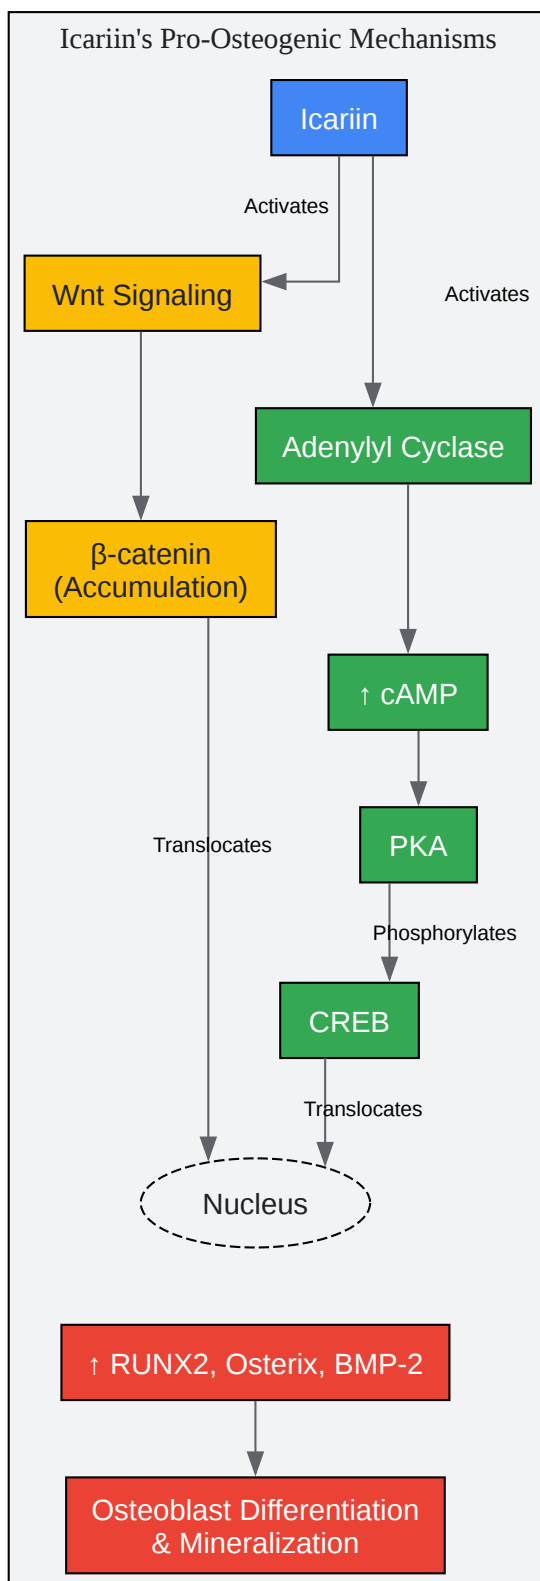 Icariin's Pro-Osteogenic Mechanisms
Icariin
Activates
Wnt Signaling
Activates
Adenylyl Cyclase
β-catenin
(Accumulation)
↑ cAMP
Translocates
PKA
Phosphorylates
CREB
Translocates
Nucleus
↑ RUNX2, Osterix, BMP-2
Osteoblast Differentiation
& Mineralization